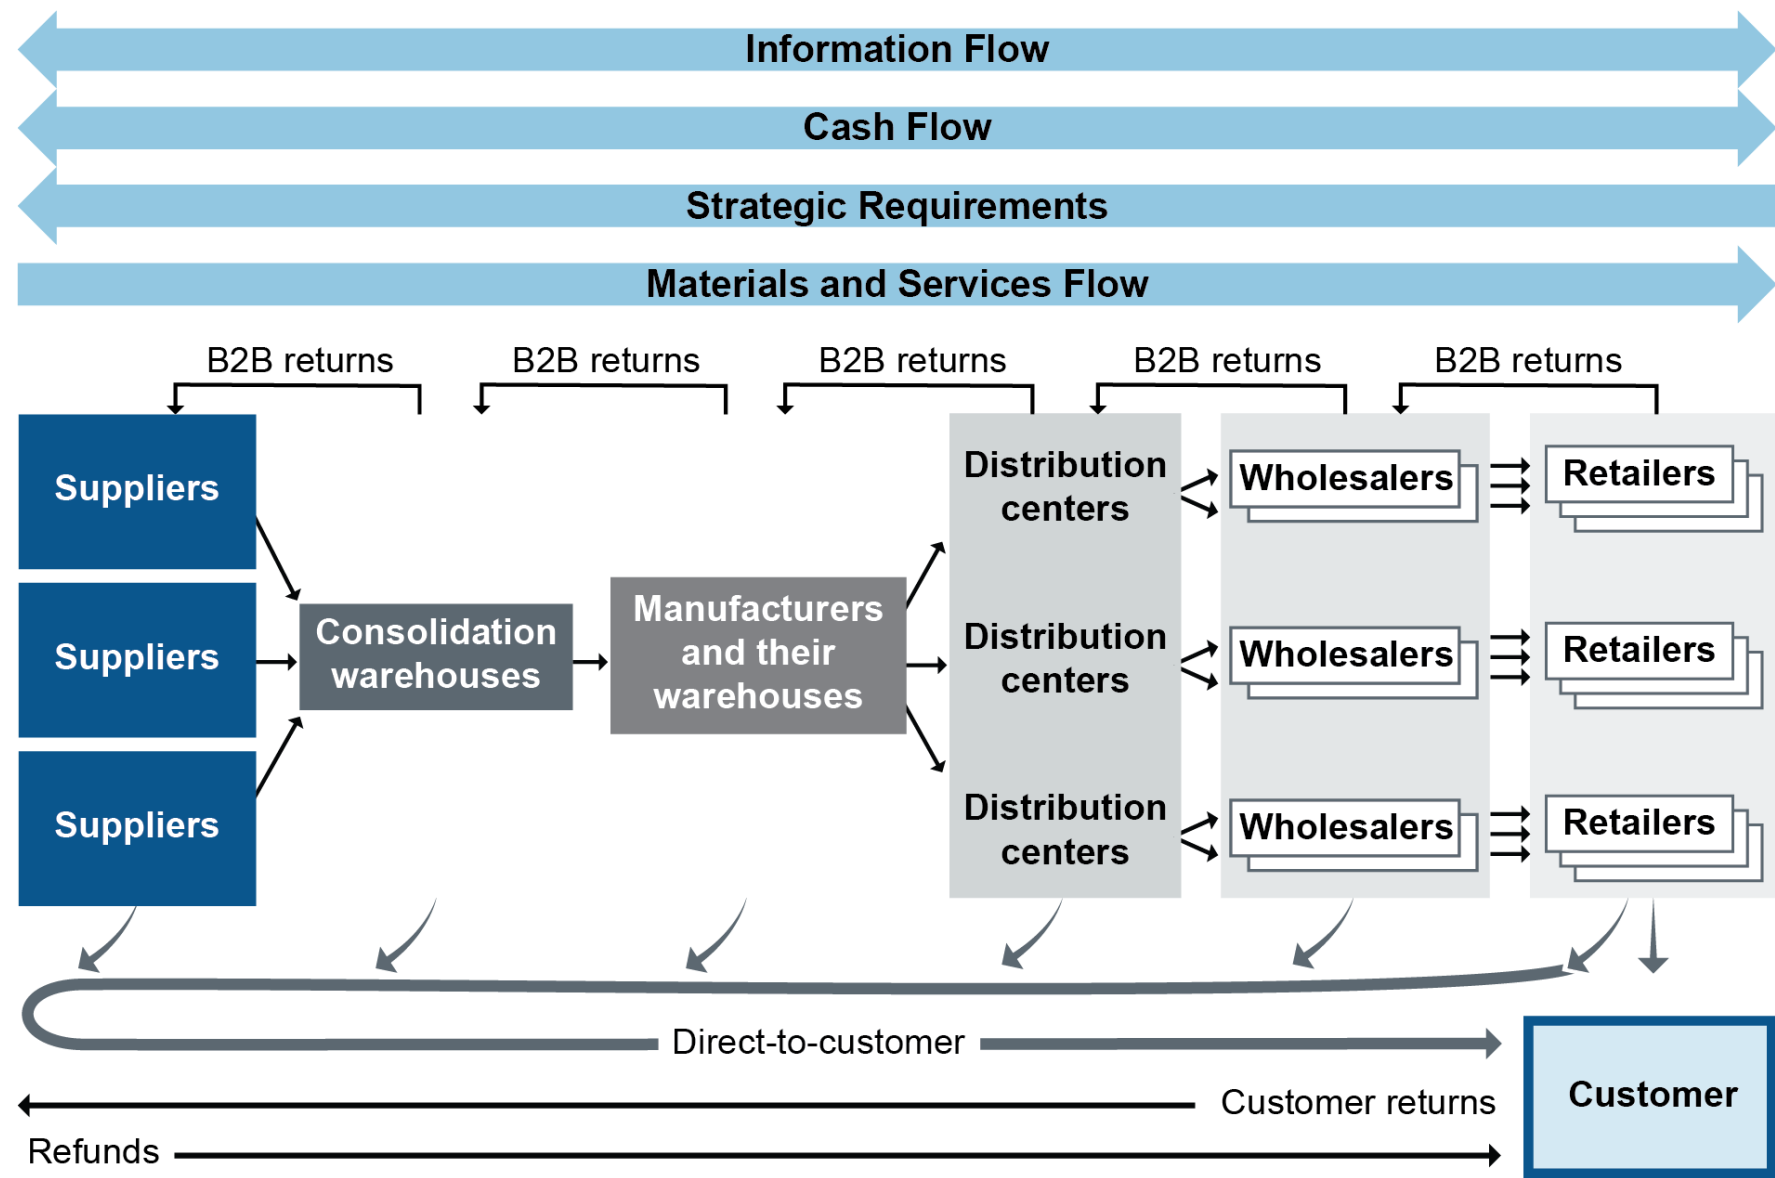 Information Flow
Cash Flow
Strategic Requirements
Materials and Services Flow
B2B returns
B2B returns
B2B returns
B2B returns
B2B returns
Suppliers
Suppliers
Suppliers
Consolidation
warehouses
Manufacturers
and their
warehouses
Distribution
centers
Distribution
centers
Distribution
centers
Wholesalers
Wholesalers
Wholesalers
Retailers
Retailers
Retailers
Direct-to-customer
Customer returns
Refunds
Customer